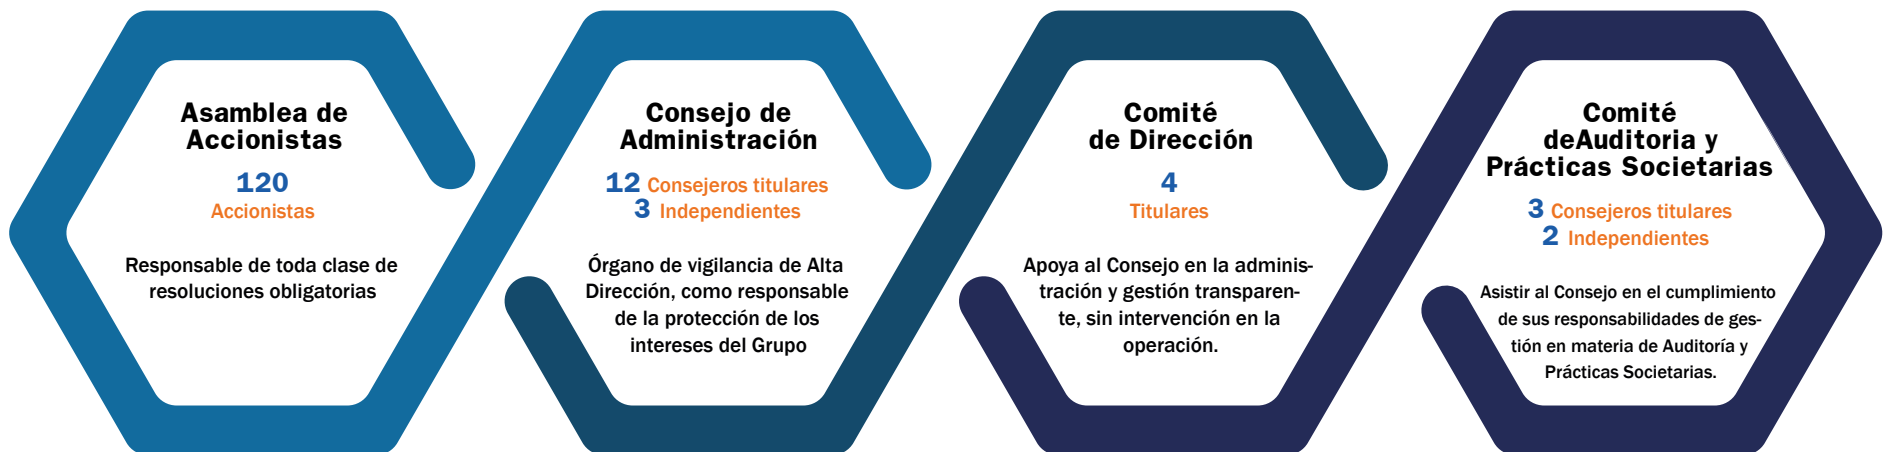 Asamblea de
Accionistas
120
Accionistas
Responsable de toda clase de
resoluciones obligatorias
Consejo de
Administración
12 Consejeros titulares
3 Independientes
Órgano de vigilancia de Alta
Dirección, como responsable
de la protección de los
intereses del Grupo
Comité
de Dirección
4
Titulares
Apoya al Consejo en la adminis-
tración y gestión transparen-
te, sin intervención en la
operación.
Comité
deAuditoria y
Prácticas Societarias
3 Consejeros titulares
2 Independientes
Asistir al Consejo en el cumplimiento
de sus responsabilidades de ges-
tión en materia de Auditoría y
Prácticas Societarias.